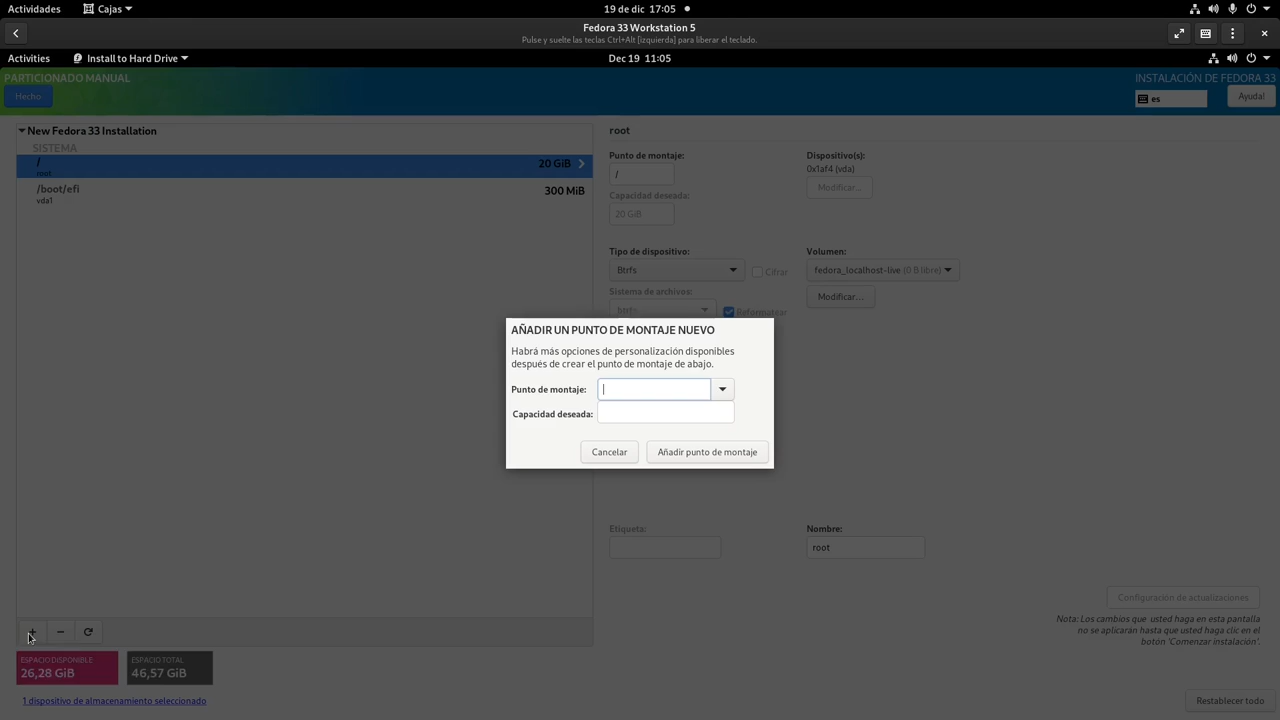 Actividades
Cajas
19 de dic 17:05
Fedora 33 Workstation 5
Pulse y suelte las teclas Ctrl+Alt [izquierda] para liberar el teclado.
Activities
Install to Hard Drive
Dec 19 11:05
PARTICIONADO MANUAL
INSTALACIÓN DE FEDORA 33
Hecho
es
Ayuda!
New Fedora 33 Installation
SISTEMA
/
20 GiB
root
/boot/efi
300 MiB
vda1
root
Punto de montaje:
Dispositivo(s):
/
0x1af4 (vda)
Modificar...
Capacidad deseada:
20 GiB
Tipo de dispositivo:
Volumen:
Btrfs
Cifrar
fedora_localhost-live (0 B libre)
Sistema de archivos:
Modificar....
btrfs
Reformatear
AÑADIR UN PUNTO DE MONTAJE NUEVO
Habrá más opciones de personalización disponibles
después de crear el punto de montaje de abajo.
Punto de montaje:
Capacidad deseada:
Cancelar
Añadir punto de montaje
Etiqueta:
Nombre:
root
Configuración de actualizaciones
Nota: Los cambios que usted haga en esta pantalla
no se aplicarán hasta que usted haga clic en el
botón 'Comenzar instalación'.
ESPACIO DISPONIBLE
26,28 GiB
ESPACIO TOTAL
46,57 GiB
1 dispositivo de almacenamiento seleccionado
Restablecer todo